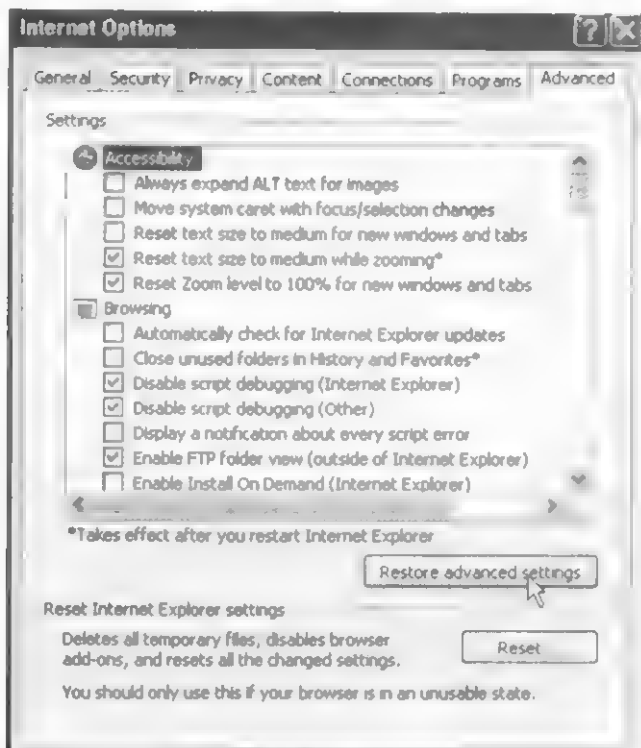 Internet Options
General Security Privacy Content Connections Programs Advanced
Settings
Accessibility
Always expand ALT text for images
Move system caret with focus/selection changes
Reset text size to medium for new windows and tabs
Reset text size to medium while zooming*
Reset Zoom level to 100% for new windows and tabs
Browsing
Automatically check for Internet Explorer updates
Close unused folders in History and Favorites*
Disable script debugging (Internet Explorer)
Disable script debugging (Other)
Display a notification about every script error
Enable FTP folder view (outside of Internet Explorer)
Enable Install On Demand (Internet Explorer)
*Takes effect after you restart Internet Explorer
Restore advanced settings
Reset Internet Explorer settings
Deletes all temporary files, disables browser
add-ons, and resets all the changed settings.
Reset
You should only use this if your browser is in an unusable state.